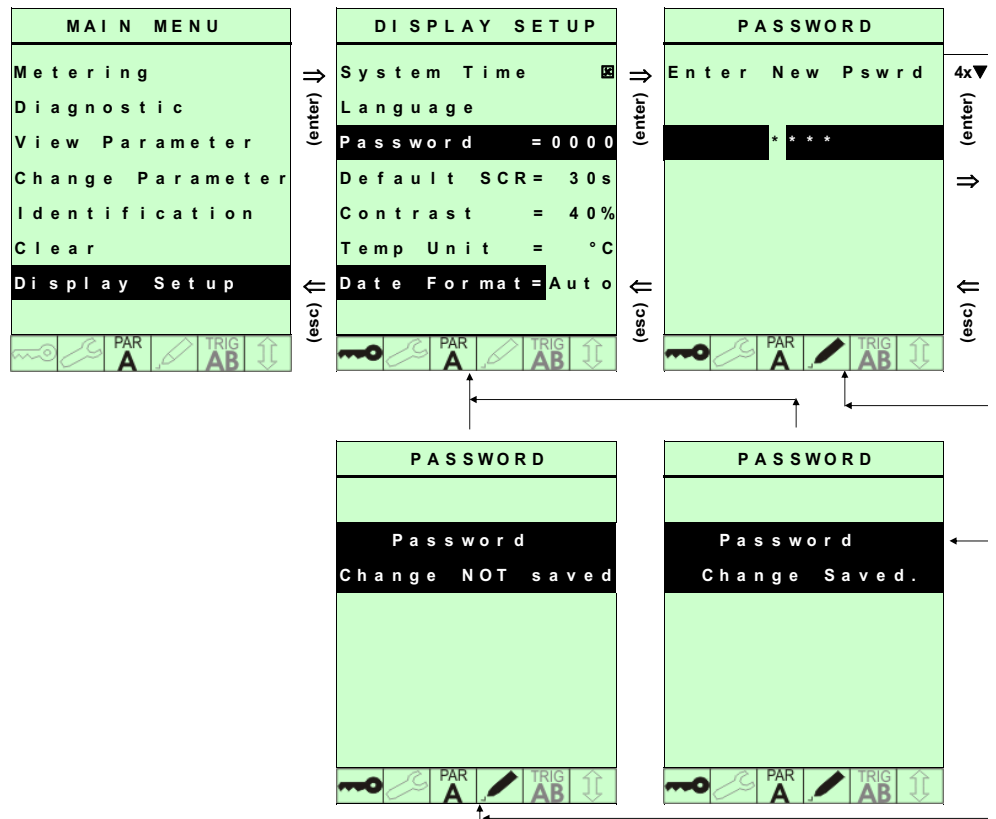 MAIN MENU
Metering
Diagnostic
View Parameter
Change Parameter
Identification
Clear
Display Setup
PAR
A
TRIG
AB
⇒
(enter)
⇐
(esc)
DISPLAY SETUP
System Time
Language
Password =0000
Default SCR= 30s
Contrast = 40%
Temp Unit = °C
Date Format=Auto
PAR
A
TRIG
AB
⇒
(enter)
⇐
(esc)
PASSWORD
Enter New Pswrd
****
PAR
A
TRIG
AB
4x▼
(enter)
⇒
⇐
(esc)
PASSWORD
Password
Change NOT saved
PAR
A
TRIG
AB
PASSWORD
Password
Change Saved.
PAR
A
TRIG
AB